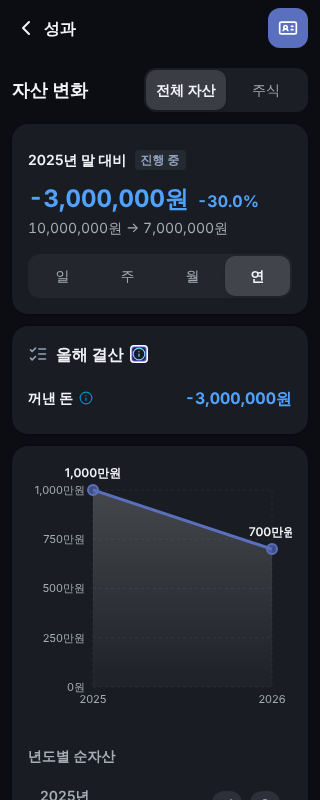 성과
자산 변화
전체 자산
주식
2025년 말 대비 진행 중
-3,000,000원 -30.0%
10,000,000원 → 7,000,000원
일 주 월 연
올해 결산
꺼낸 돈 -3,000,000원
1,000만원
1,000만원
700만원
750만원
500만원
250만원
0원
2025 2026
년도별 순자산
2025년